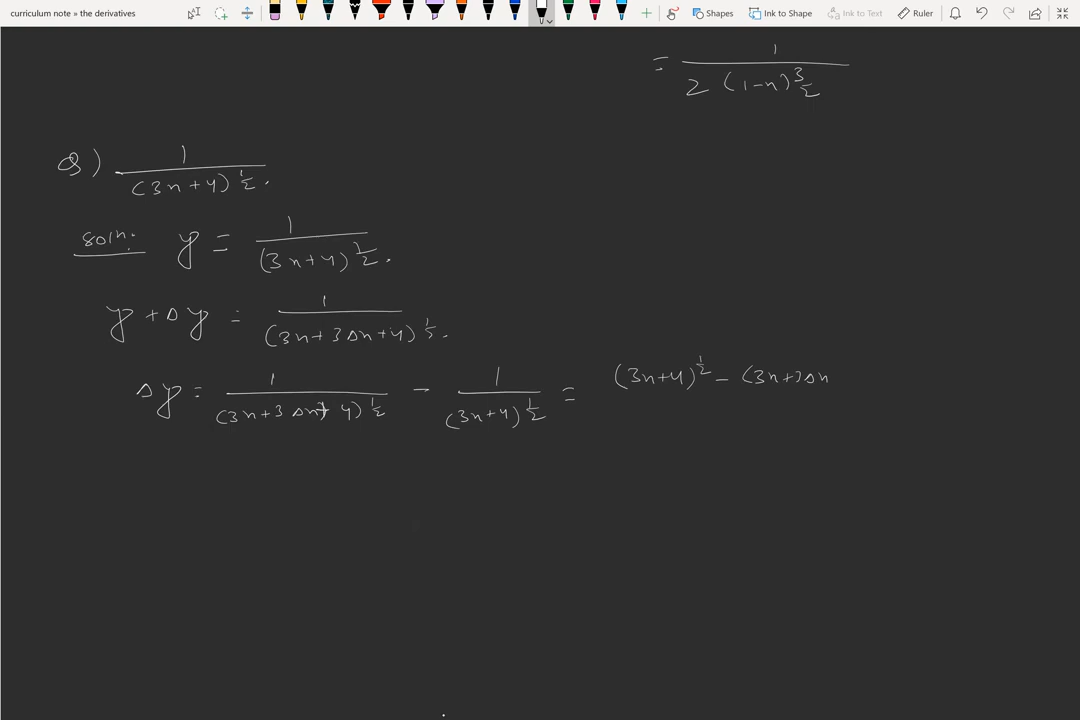 curriculum note » the derivatives
Shapes Ink to Shape Ink to Text Ruler
= 1 / 2 (1-x)^3/2
Q) 1 / (3x+4)^1/2.
soln: y = 1 / (3x+4)^1/2.
y + Δy = 1 / (3x+3Δx+4)^1/2.
Δy = 1 / (3x+3Δx+4)^1/2 - 1 / (3x+4)^1/2 = (3x+4)^1/2 - (3x+3Δx